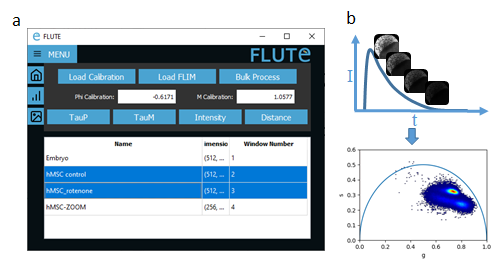 a
b
e FLUTE
MENU
FLUTe
Load Calibration
Load FLIM
Bulk Process
Phi Calibration:
-0.6171
M Calibration:
1.0577
TauP
TauM
Intensity
Distance
Name
imensio
Window Number
Embryo
(512, ...
1
hMSC control
(512, ...
2
hMSC_rotenone
(512, ...
3
hMSC-ZOOM
(256, ...
4
I
t
0.6
0.5
0.4
0.3
0.2
0.1
0.0
s
0.0
0.2
0.4
0.6
0.8
1.0
g